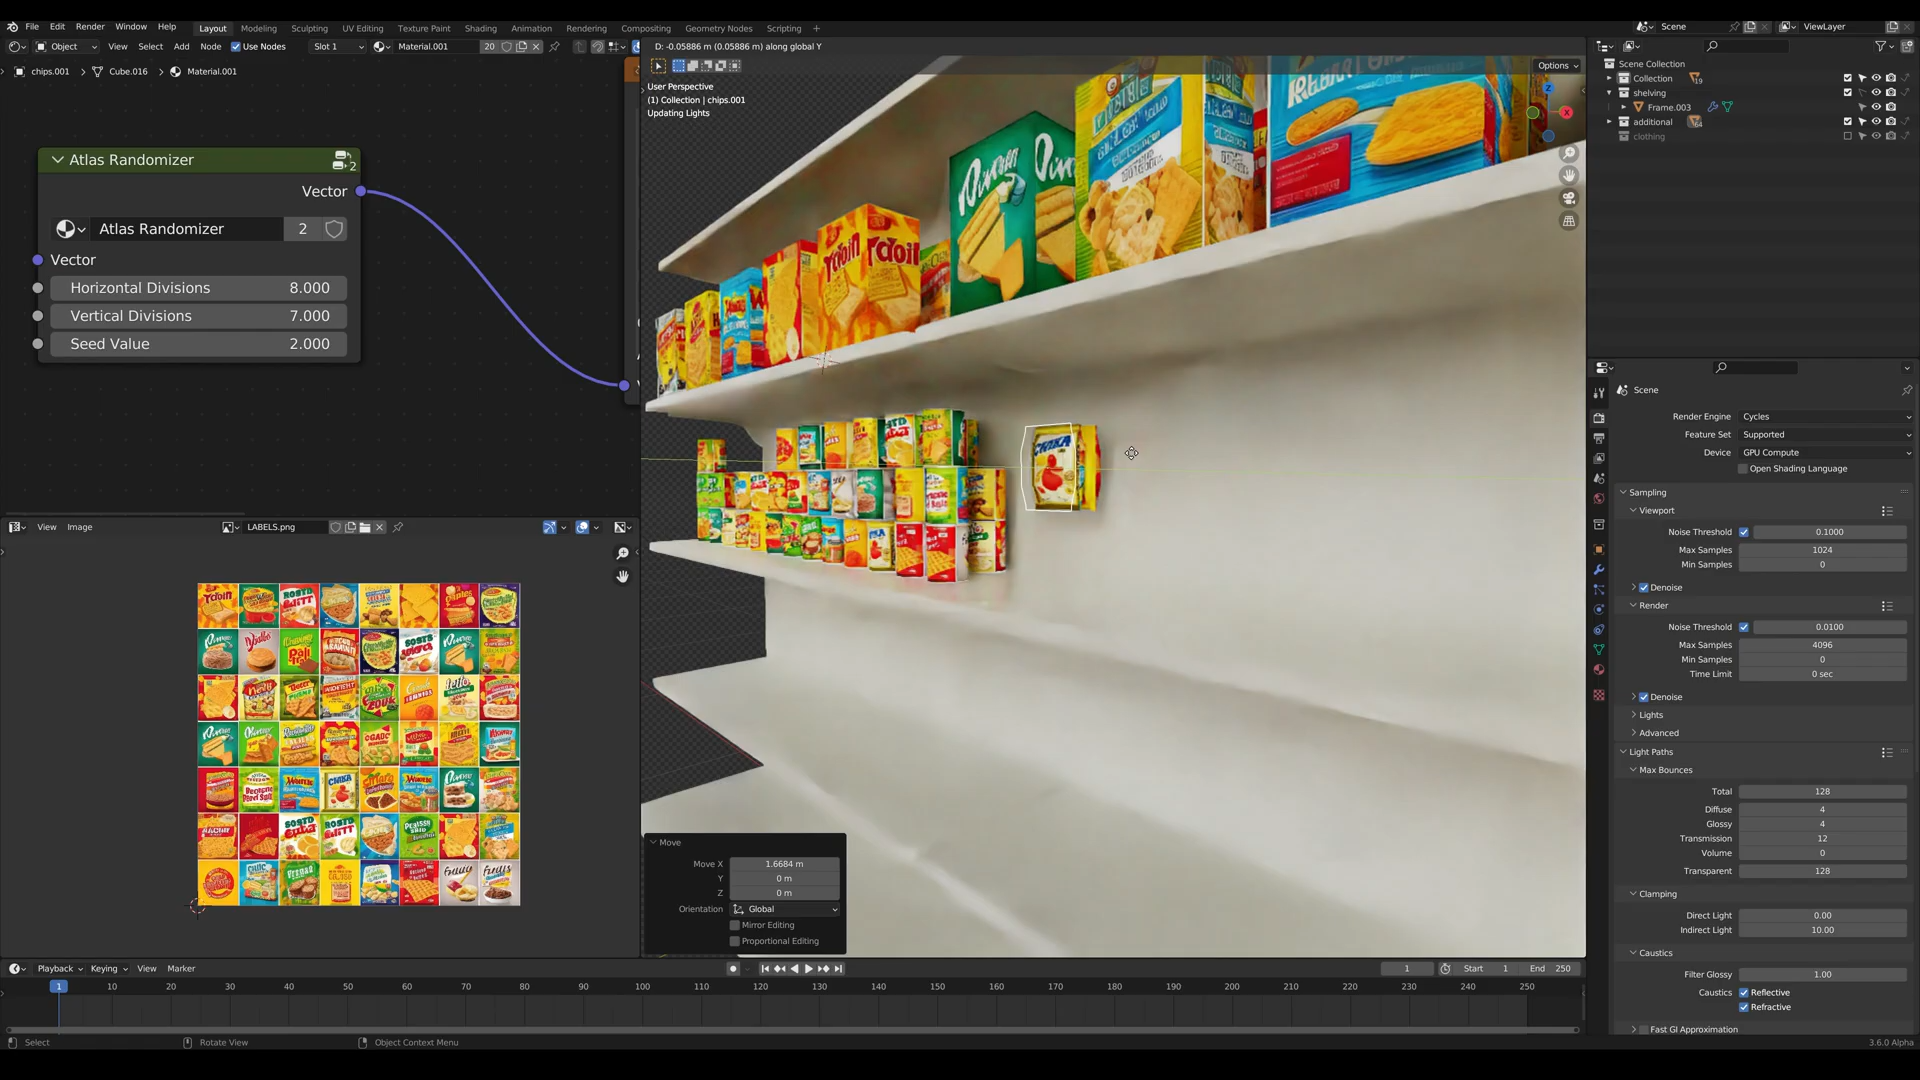 File Edit Render Window Help Layout Modeling Sculpting UV Editing Texture Paint Shading Animation Rendering Compositing Geometry Nodes Scripting + Scene ViewLayer
Object View Select Add Node Use Nodes Slot 1 Material.001 20
D: -0.05886 m (0.05886 m) along global Y
chips.001 > Cube.016 > Material.001
Options
User Perspective
(1) Collection | chips.001
Updating Lights
Atlas Randomizer
2
Vector
Atlas Randomizer 2
Vector
Horizontal Divisions 8.000
Vertical Divisions 7.000
Seed Value 2.000
View Image LABELS.png
Ycloin
CHIKA
Move
Move X 1.6684 m
Y 0 m
Z 0 m
Orientation Global
Mirror Editing
Proportional Editing
Scene Collection
Collection 19
shelving
Frame.003
additional 64
clothing
Scene
Render Engine Cycles
Feature Set Supported
Device GPU Compute
Open Shading Language
Sampling
Viewport
Noise Threshold 0.1000
Max Samples 1024
Min Samples 0
Denoise
Render
Noise Threshold 0.0100
Max Samples 4096
Min Samples 0
Time Limit 0 sec
Denoise
Lights
Advanced
Light Paths
Max Bounces
Total 128
Diffuse 4
Glossy 4
Transmission 12
Volume 0
Transparent 128
Clamping
Direct Light 0.00
Indirect Light 10.00
Caustics
Filter Glossy 1.00
Caustics Reflective
Refractive
Fast GI Approximation
Playback Keying View Marker 1 Start 1 End 250
1 10 20 30 40 50 60 70 80 90 100 110 120 130 140 150 160 170 180 190 200 210 220 230 240 250
Select Rotate View Object Context Menu 3.6.0 Alpha